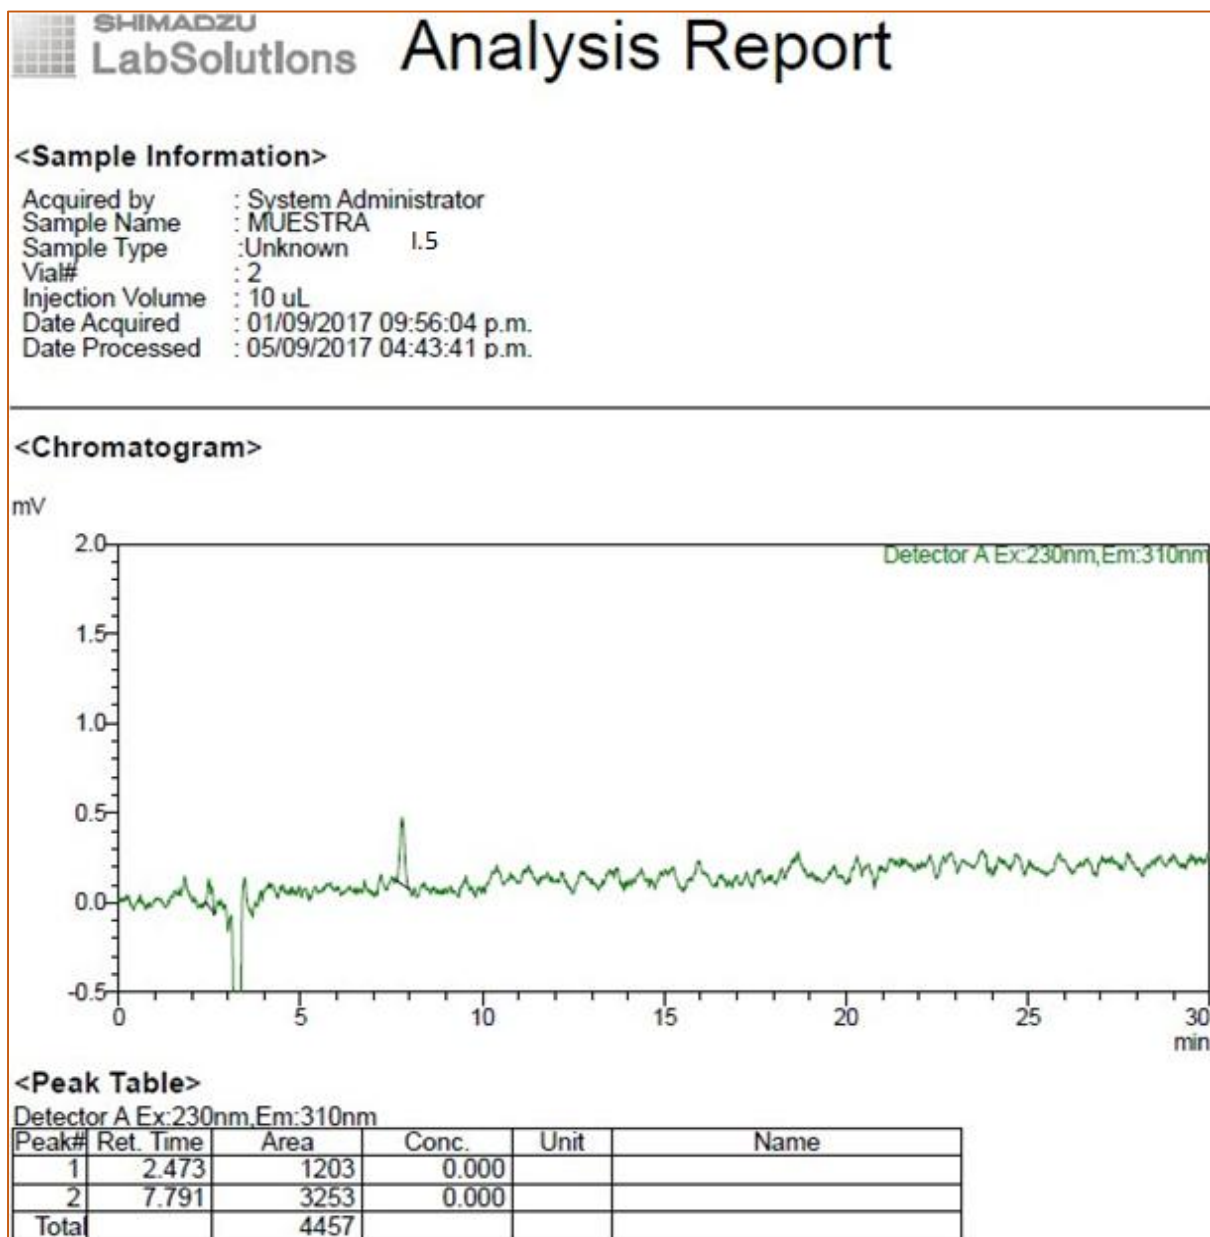 SHIMADZU
LabSolutions Analysis Report
<Sample Information>
Acquired by : System Administrator
Sample Name : MUESTRA
I.5
Sample Type :Unknown
Vial# : 2
Injection Volume : 10 uL
Date Acquired : 01/09/2017 09:56:04 p.m.
Date Processed : 05/09/2017 04:43:41 p.m.
<Chromatogram>
mV
2.0
Detector A Ex:230nm,Em:310nm
1.5
1.0
0.5
0.0
-0.5
0 5 10 15 20 25 30
min
<Peak Table>
Detector A Ex:230nm,Em:310nm
Peak# Ret. Time Area Conc. Unit Name
1 2.473 1203 0.000
2 7.791 3253 0.000
Total 4457